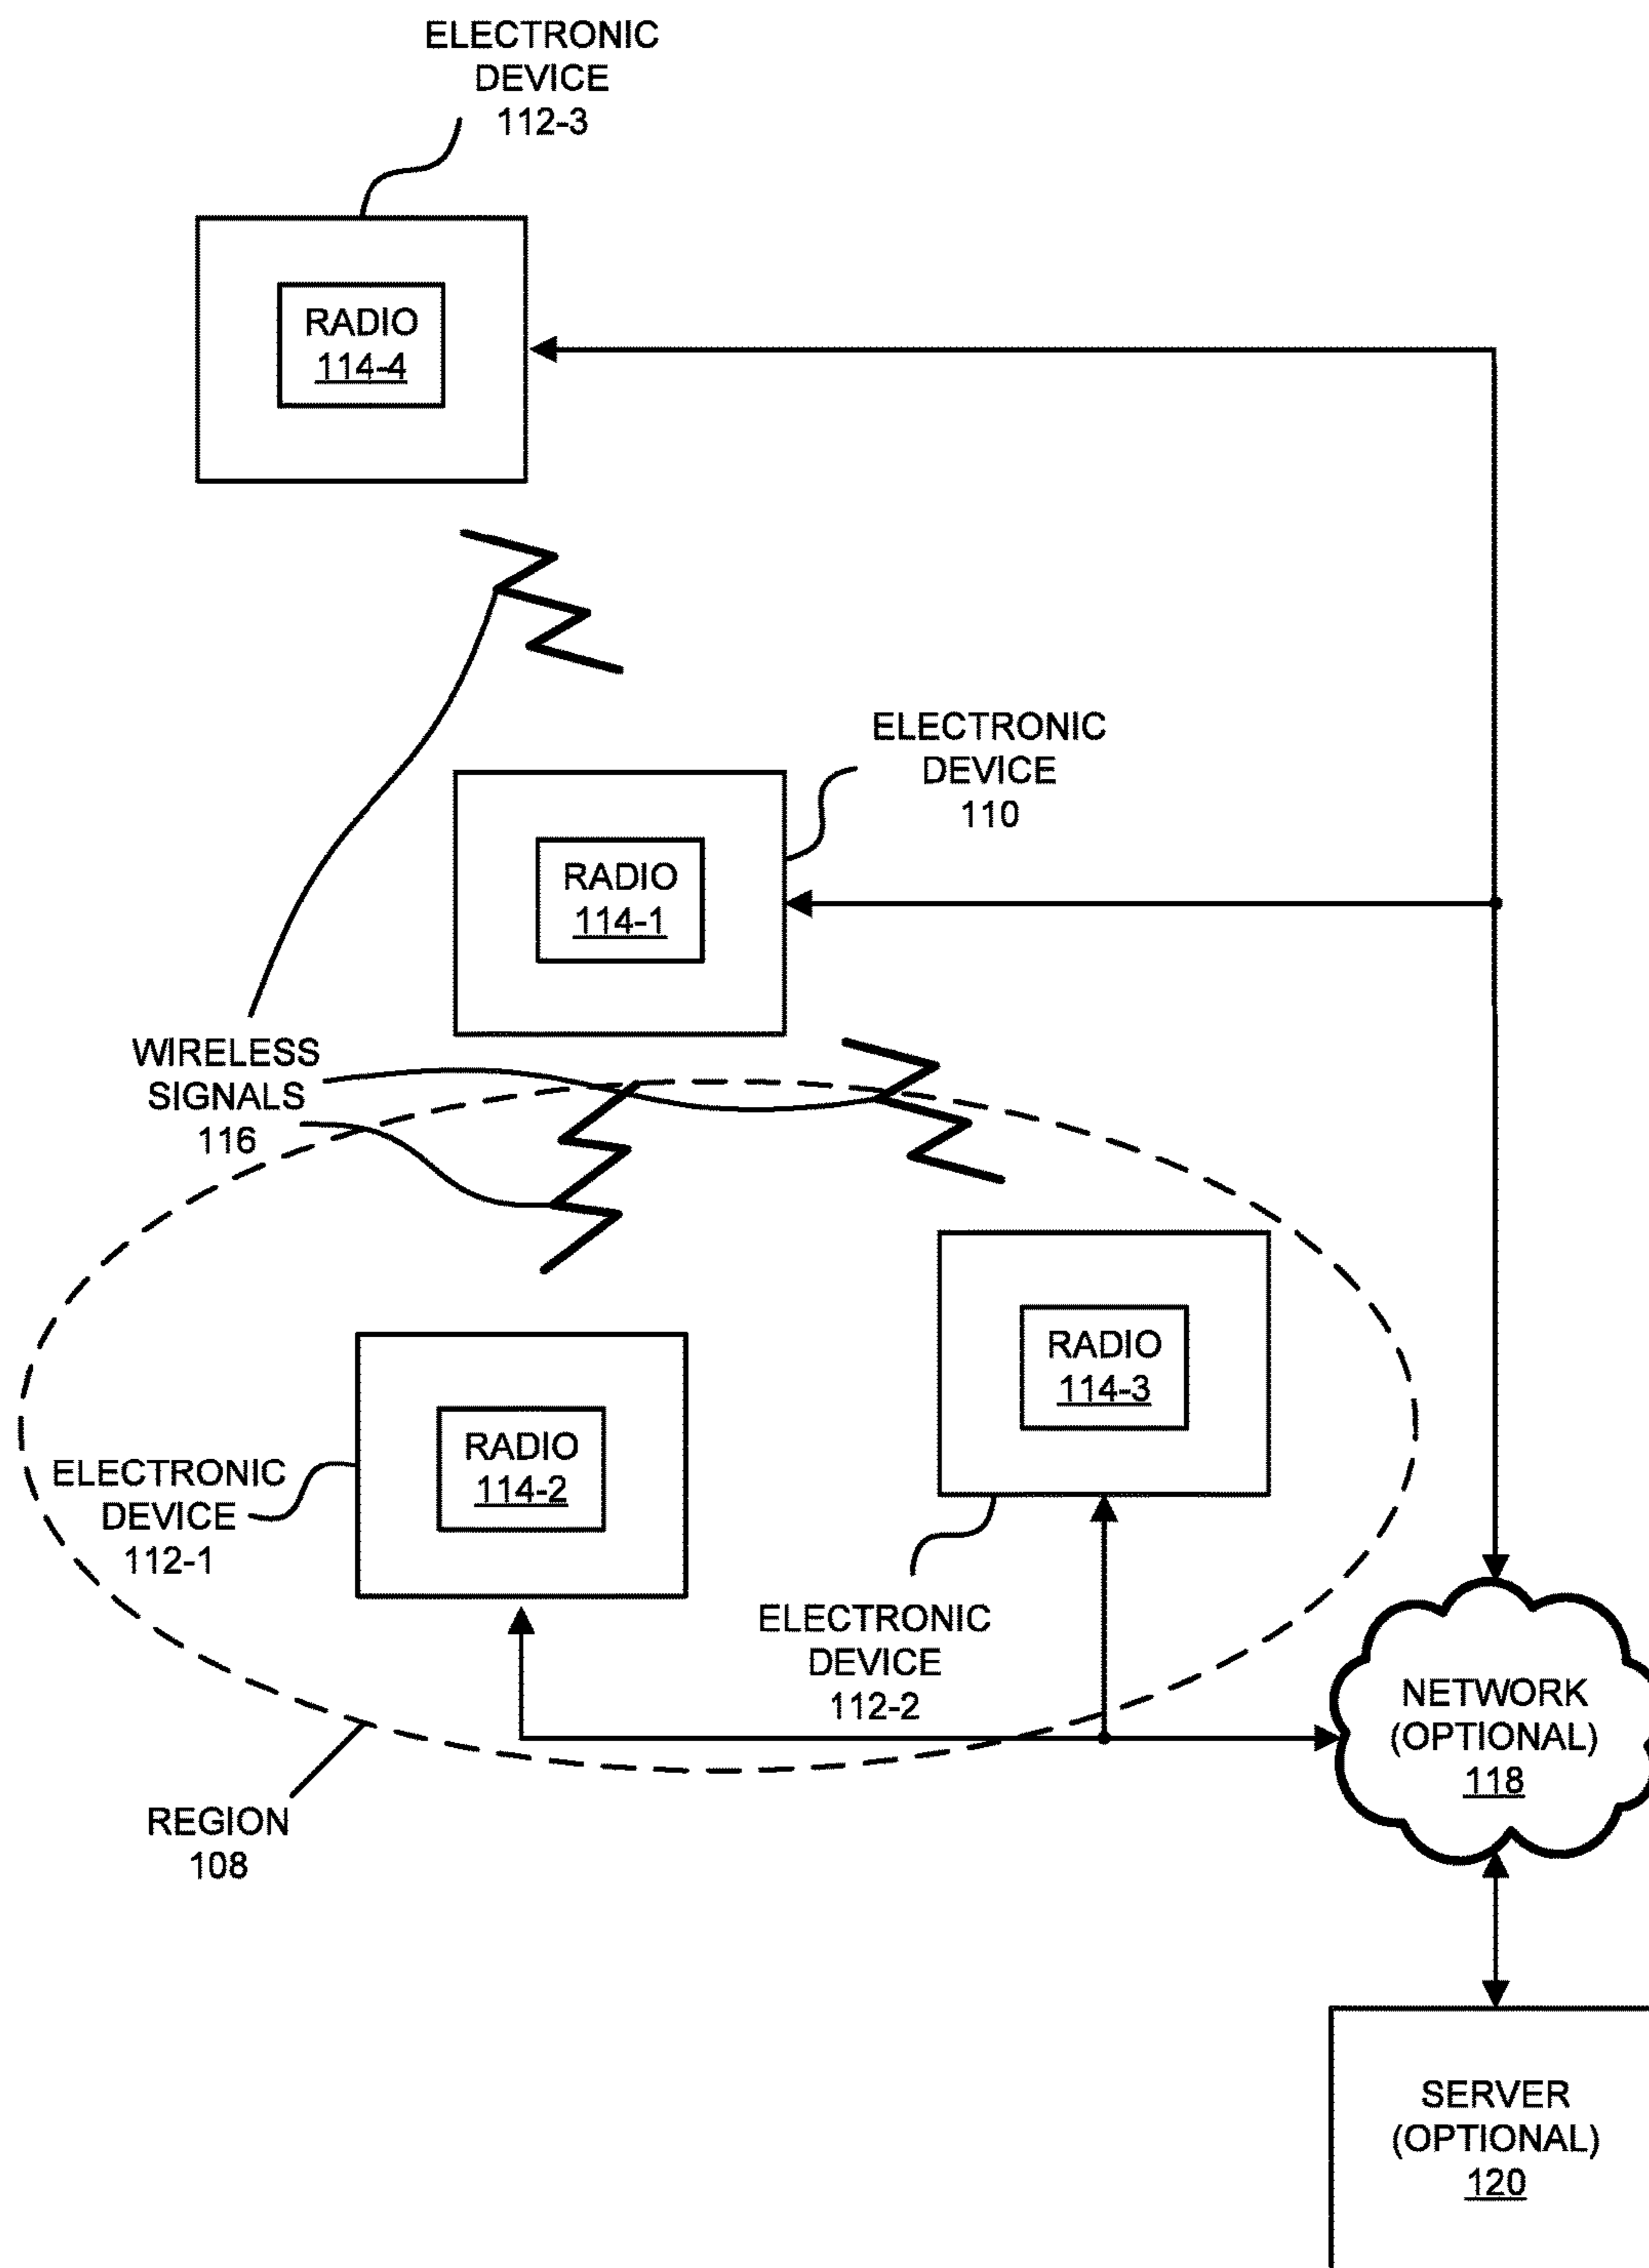 ELECTRONIC
DEVICE
112-3
RADIO
114-4
ELECTRONIC
DEVICE
110
RADIO
114-1
WIRELESS
SIGNALS
116
RADIO
114-3
RADIO
114-2
ELECTRONIC
DEVICE
112-1
ELECTRONIC
DEVICE
112-2
NETWORK
(OPTIONAL)
118
REGION
108
SERVER
(OPTIONAL)
120